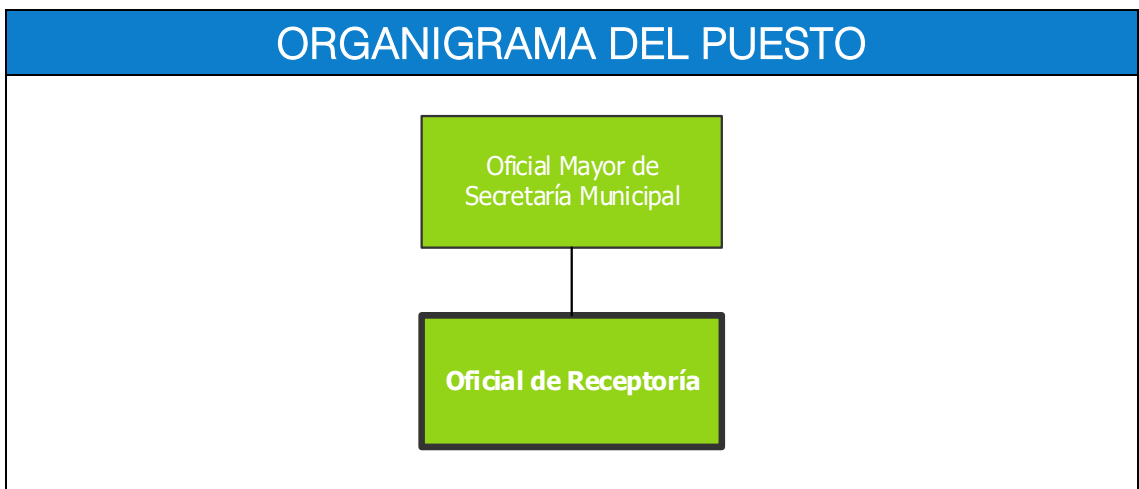 ORGANIGRAMA DEL PUESTO
Oficial Mayor de
Secretaría Municipal
Oficial de Receptoría